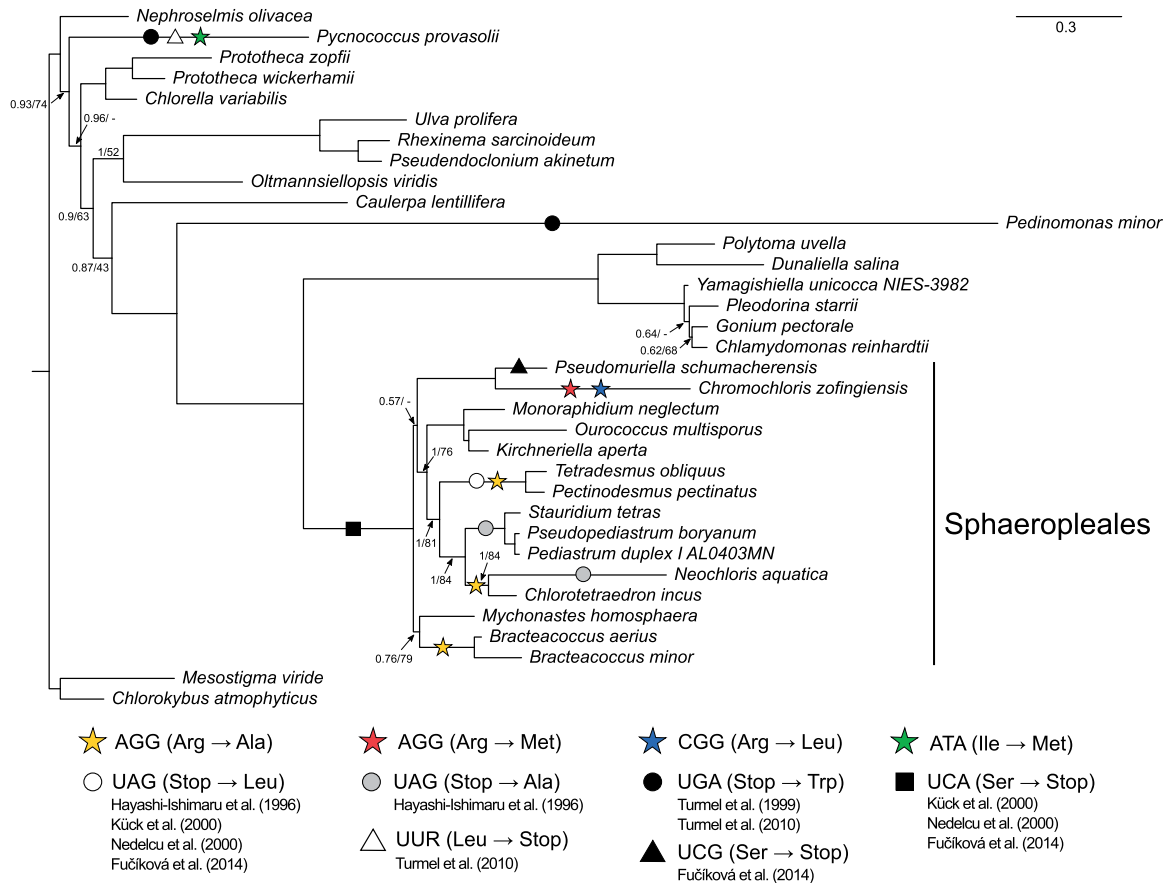 Nephroselmis olivacea
0.3
Pycnococcus provasolii
Prototheca zopfii
Prototheca wickerhamii
Chlorella variabilis
0.93/74
0.96/ -
Ulva prolifera
Rhexinema sarcinoideum
Pseudendoclonium akinetum
1/52
Oltmannsiellopsis viridis
Caulerpa lentillifera
0.9/63
Pedinomonas minor
Polytoma uvella
0.87/43
Dunaliella salina
Yamagishiella unicocca NIES-3982
Pleodorina starrii
Gonium pectorale
0.64/ -
Chlamydomonas reinhardtii
0.62/68
Pseudomuriella schumacherensis
Chromochloris zofingiensis
0.57/ -
Monoraphidium neglectum
Ourococcus multisporus
Kirchneriella aperta
1/76
Tetradesmus obliquus
Pectinodesmus pectinatus
Stauridium tetras
Sphaeropleales
Pseudopediastrum boryanum
1/81
Pediastrum duplex I AL0403MN
1/84
Neochloris aquatica
1/84
Chlorotetraedron incus
Mychonastes homosphaera
Bracteacoccus aerius
Bracteacoccus minor
0.76/79
Mesostigma viride
Chlorokybus atmophyticus
AGG (Arg → Ala)
AGG (Arg → Met)
CGG (Arg → Leu)
ATA (Ile → Met)
UAG (Stop → Leu)
Hayashi-Ishimaru et al. (1996)
Kück et al. (2000)
Nedelcu et al. (2000)
Fučíková et al. (2014)
UAG (Stop → Ala)
Hayashi-Ishimaru et al. (1996)
UUR (Leu → Stop)
Turmel et al. (2010)
UGA (Stop → Trp)
Turmel et al. (1999)
Turmel et al. (2010)
UCG (Ser → Stop)
Fučíková et al. (2014)
UCA (Ser → Stop)
Kück et al. (2000)
Nedelcu et al. (2000)
Fučíková et al. (2014)